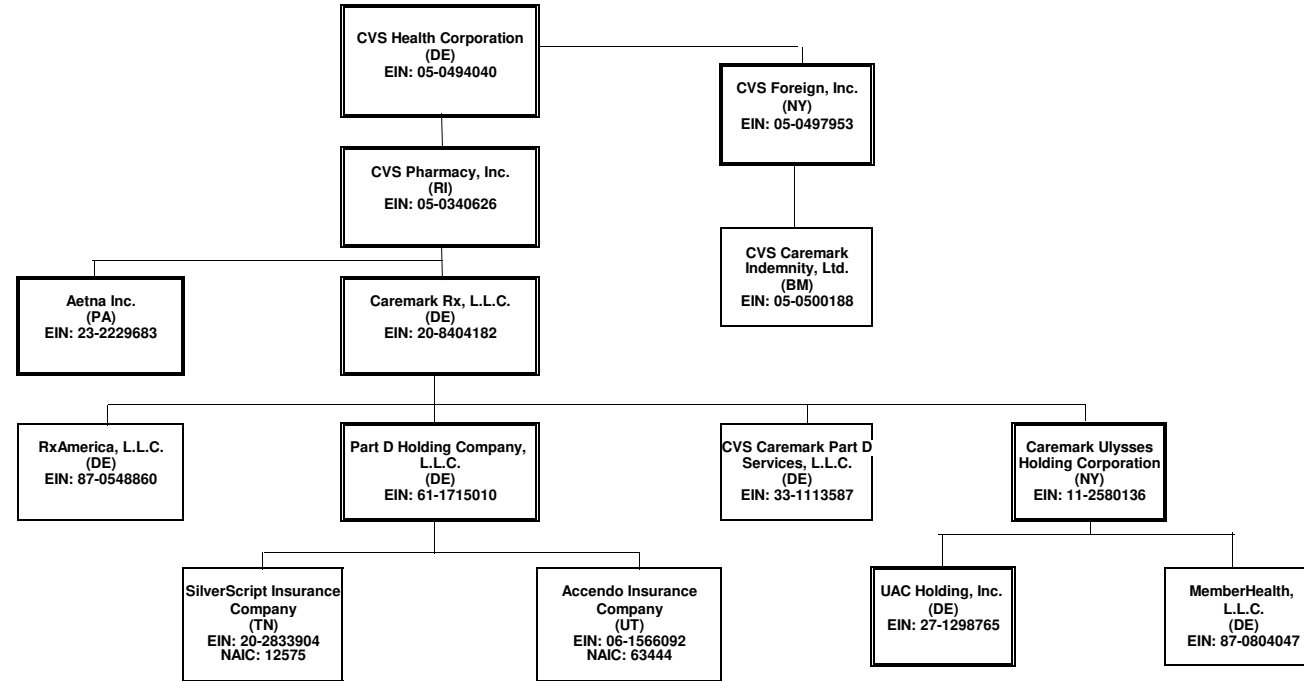 CVS Health Corporation
(DE)
EIN: 05-0494040
CVS Foreign, Inc.
(NY)
EIN: 05-0497953
CVS Pharmacy, Inc.
(RI)
EIN: 05-0340626
CVS Caremark
Indemnity, Ltd.
(BM)
EIN: 05-0500188
Aetna Inc.
(PA)
EIN: 23-2229683
Caremark Rx, L.L.C.
(DE)
EIN: 20-8404182
RxAmerica, L.L.C.
(DE)
EIN: 87-0548860
Part D Holding Company,
L.L.C.
(DE)
EIN: 61-1715010
CVS Caremark Part D
Services, L.L.C.
(DE)
EIN: 33-1113587
Caremark Ulysses
Holding Corporation
(NY)
EIN: 11-2580136
SilverScript Insurance
Company
(TN)
EIN: 20-2833904
NAIC: 12575
Accendo Insurance
Company
(UT)
EIN: 06-1566092
NAIC: 63444
UAC Holding, Inc.
(DE)
EIN: 27-1298765
MemberHealth,
L.L.C.
(DE)
EIN: 87-0804047